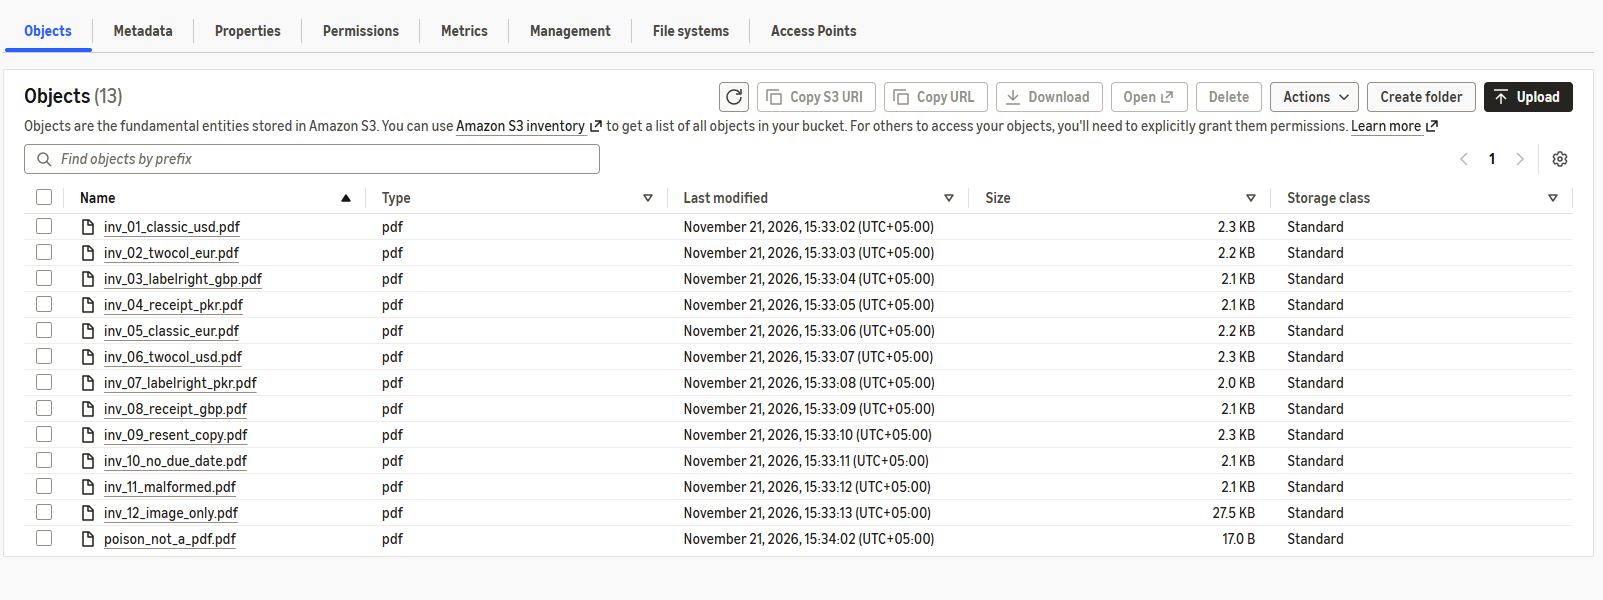 Objects Metadata Properties Permissions Metrics Management File systems Access Points
Objects (13) Copy S3 URI Copy URL Download Open Delete Actions Create folder Upload
Objects are the fundamental entities stored in Amazon S3. You can use Amazon S3 inventory to get a list of all objects in your bucket. For others to access your objects, you'll need to explicitly grant them permissions. Learn more
Find objects by prefix 1
Name Type Last modified Size Storage class
inv_01_classic_usd.pdf pdf November 21, 2026, 15:33:02 (UTC+05:00) 2.3 KB Standard
inv_02_twocol_eur.pdf pdf November 21, 2026, 15:33:03 (UTC+05:00) 2.2 KB Standard
inv_03_labelright_gbp.pdf pdf November 21, 2026, 15:33:04 (UTC+05:00) 2.1 KB Standard
inv_04_receipt_pkr.pdf pdf November 21, 2026, 15:33:05 (UTC+05:00) 2.1 KB Standard
inv_05_classic_eur.pdf pdf November 21, 2026, 15:33:06 (UTC+05:00) 2.2 KB Standard
inv_06_twocol_usd.pdf pdf November 21, 2026, 15:33:07 (UTC+05:00) 2.3 KB Standard
inv_07_labelright_pkr.pdf pdf November 21, 2026, 15:33:08 (UTC+05:00) 2.0 KB Standard
inv_08_receipt_gbp.pdf pdf November 21, 2026, 15:33:09 (UTC+05:00) 2.1 KB Standard
inv_09_resent_copy.pdf pdf November 21, 2026, 15:33:10 (UTC+05:00) 2.3 KB Standard
inv_10_no_due_date.pdf pdf November 21, 2026, 15:33:11 (UTC+05:00) 2.1 KB Standard
inv_11_malformed.pdf pdf November 21, 2026, 15:33:12 (UTC+05:00) 2.1 KB Standard
inv_12_image_only.pdf pdf November 21, 2026, 15:33:13 (UTC+05:00) 27.5 KB Standard
poison_not_a_pdf.pdf pdf November 21, 2026, 15:34:02 (UTC+05:00) 17.0 B Standard